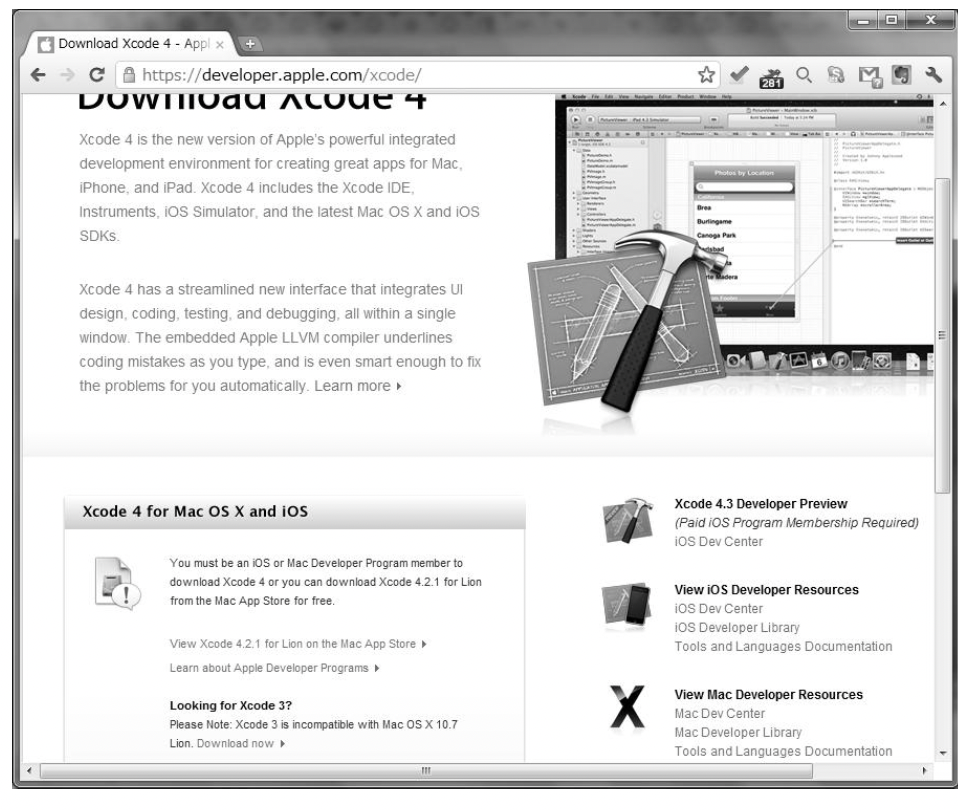 Download Xcode 4 - Appl
https://developer.apple.com/xcode/
281
Download Xcode 4
Xcode 4 is the new version of Apple's powerful integrated
development environment for creating great apps for Mac,
iPhone, and iPad. Xcode 4 includes the Xcode IDE,
Instruments, iOS Simulator, and the latest Mac OS X and iOS
SDKs.
Xcode 4 has a streamlined new interface that integrates UI
design, coding, testing, and debugging, all within a single
window. The embedded Apple LLVM compiler underlines
coding mistakes as you type, and is even smart enough to fix
the problems for you automatically. Learn more
Xcode File Edit View Navigate Editor Product Window Help
Photos by Location
Brea
Burlingame
Canoga Park
Xcode 4 for Mac OS X and iOS
You must be an iOS or Mac Developer Program member to
download Xcode 4 or you can download Xcode 4.2.1 for Lion
from the Mac App Store for free.
View Xcode 4.2.1 for Lion on the Mac App Store
Learn about Apple Developer Programs
Looking for Xcode 3?
Please Note: Xcode 3 is incompatible with Mac OS X 10.7
Lion. Download now
Xcode 4.3 Developer Preview
(Paid iOS Program Membership Required)
iOS Dev Center
View iOS Developer Resources
iOS Dev Center
iOS Developer Library
Tools and Languages Documentation
View Mac Developer Resources
Mac Dev Center
Mac Developer Library
Tools and Languages Documentation